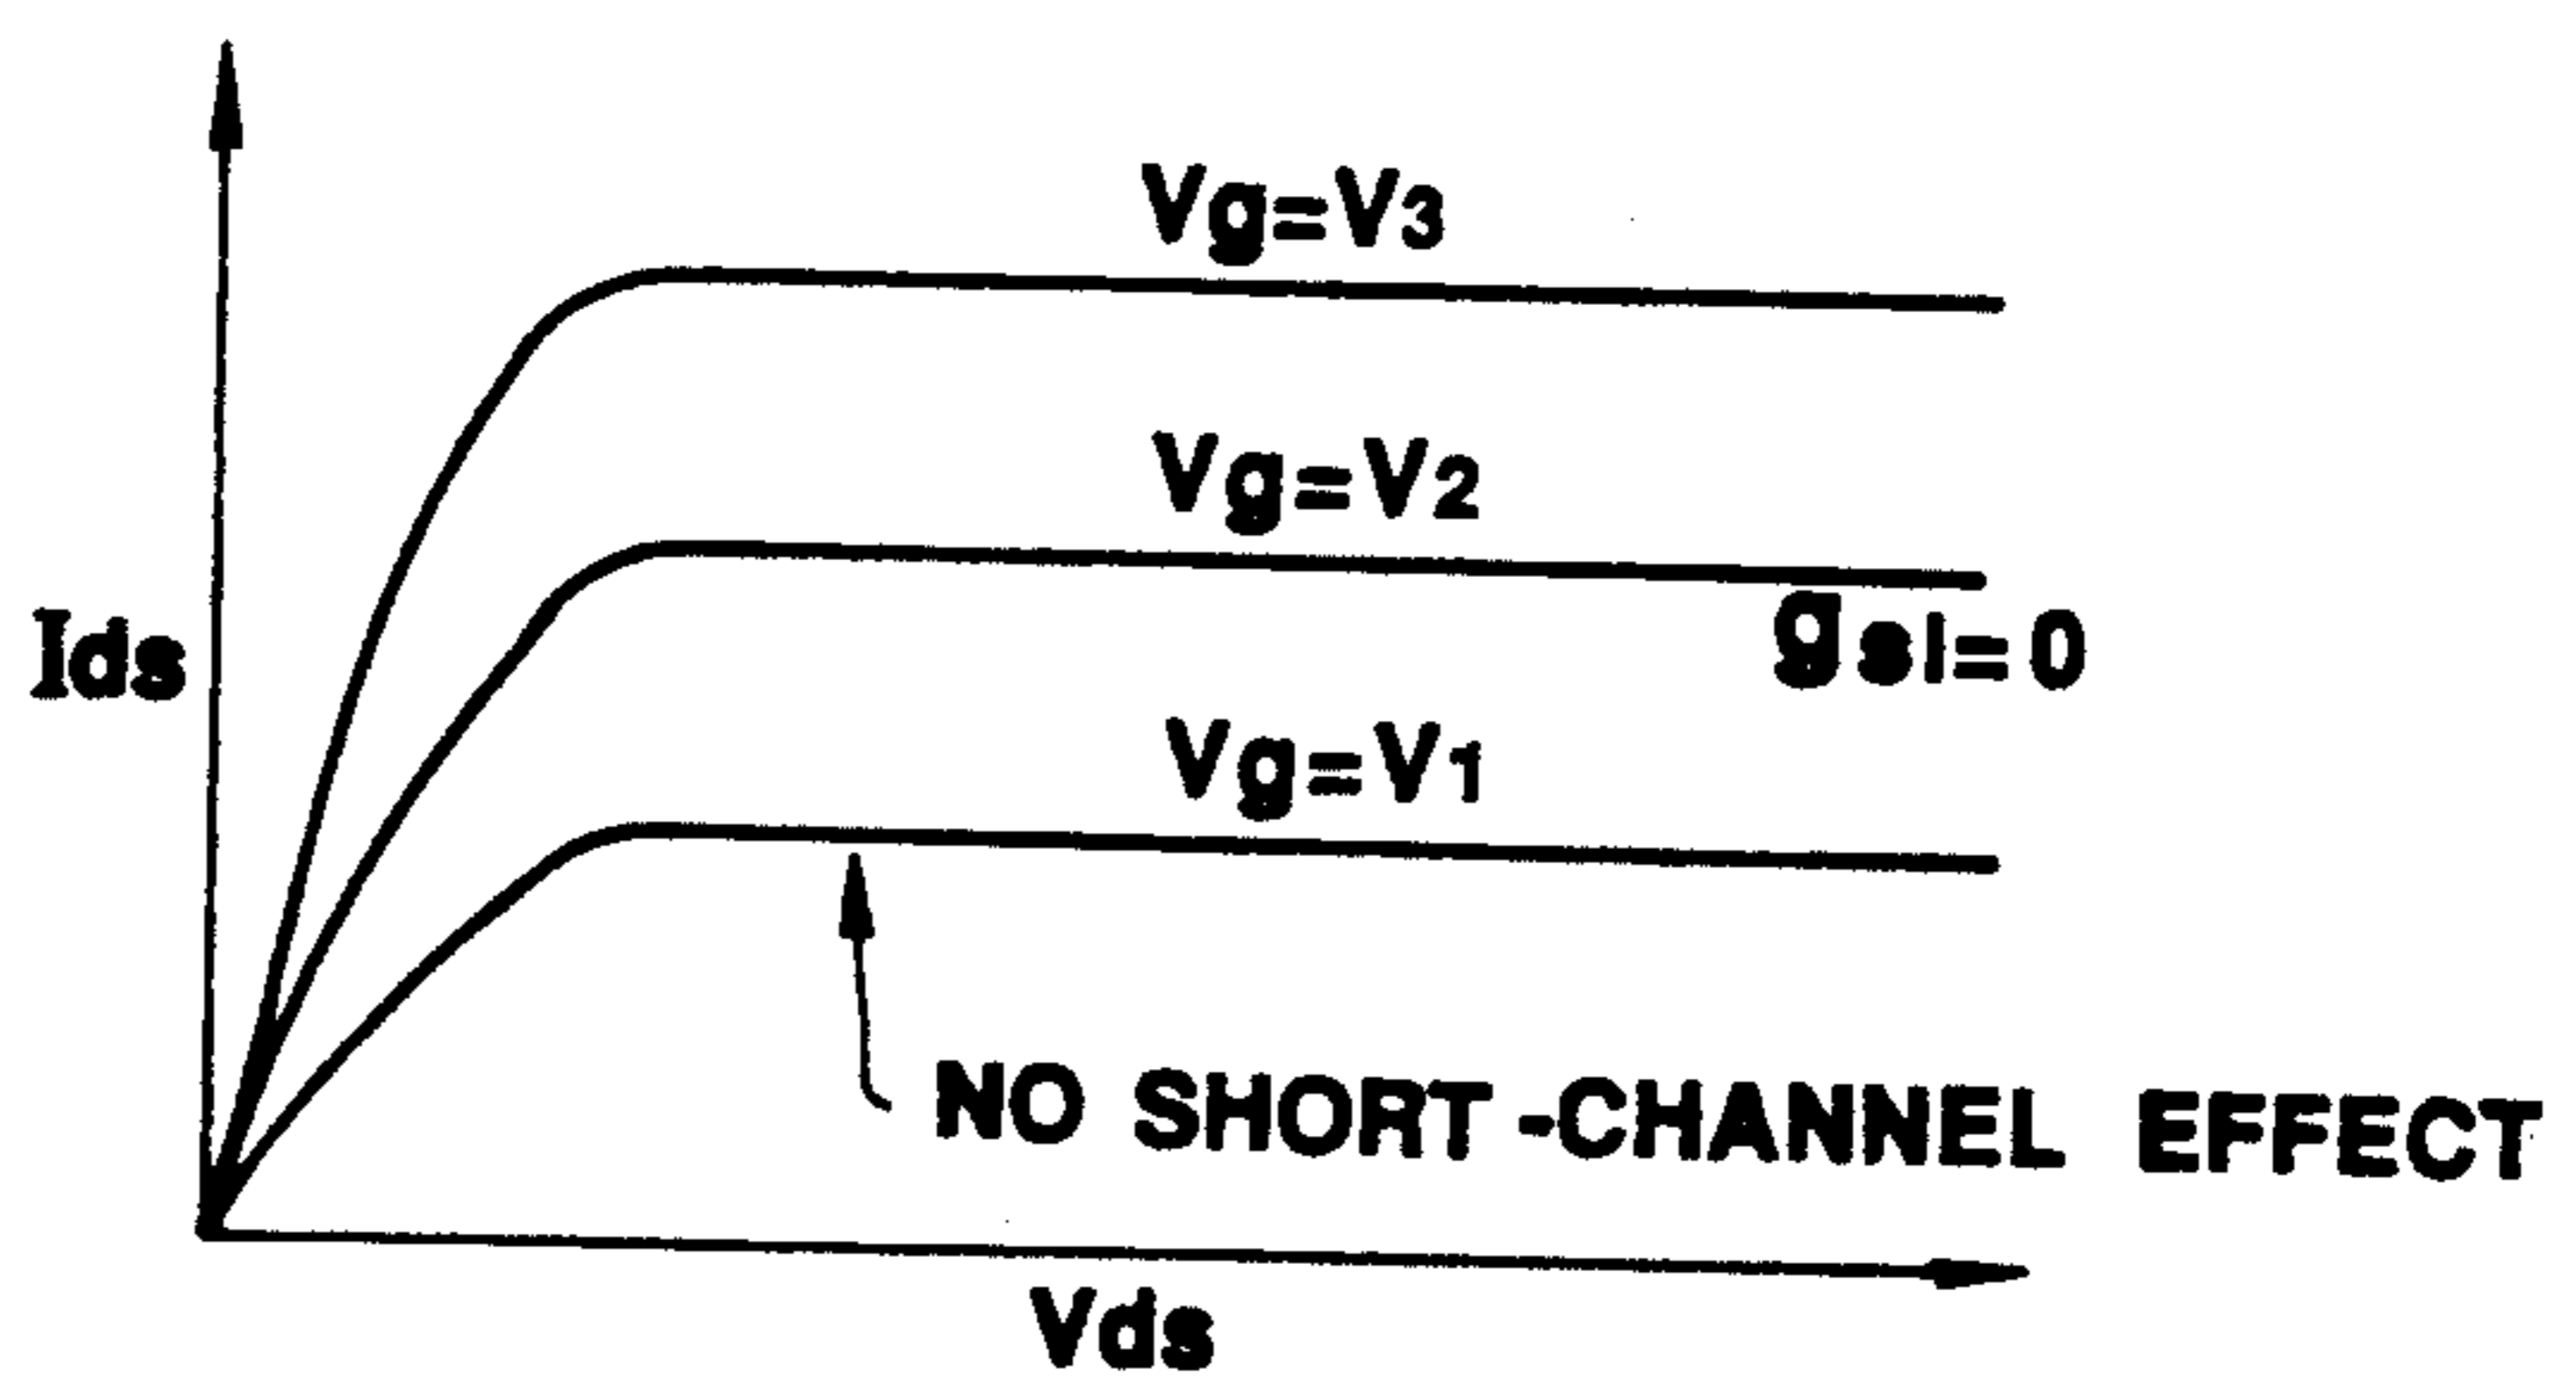 Vg=V3
Vg=V2
Ids
gsl=0
Vg=V1
NO SHORT-CHANNEL EFFECT
Vds